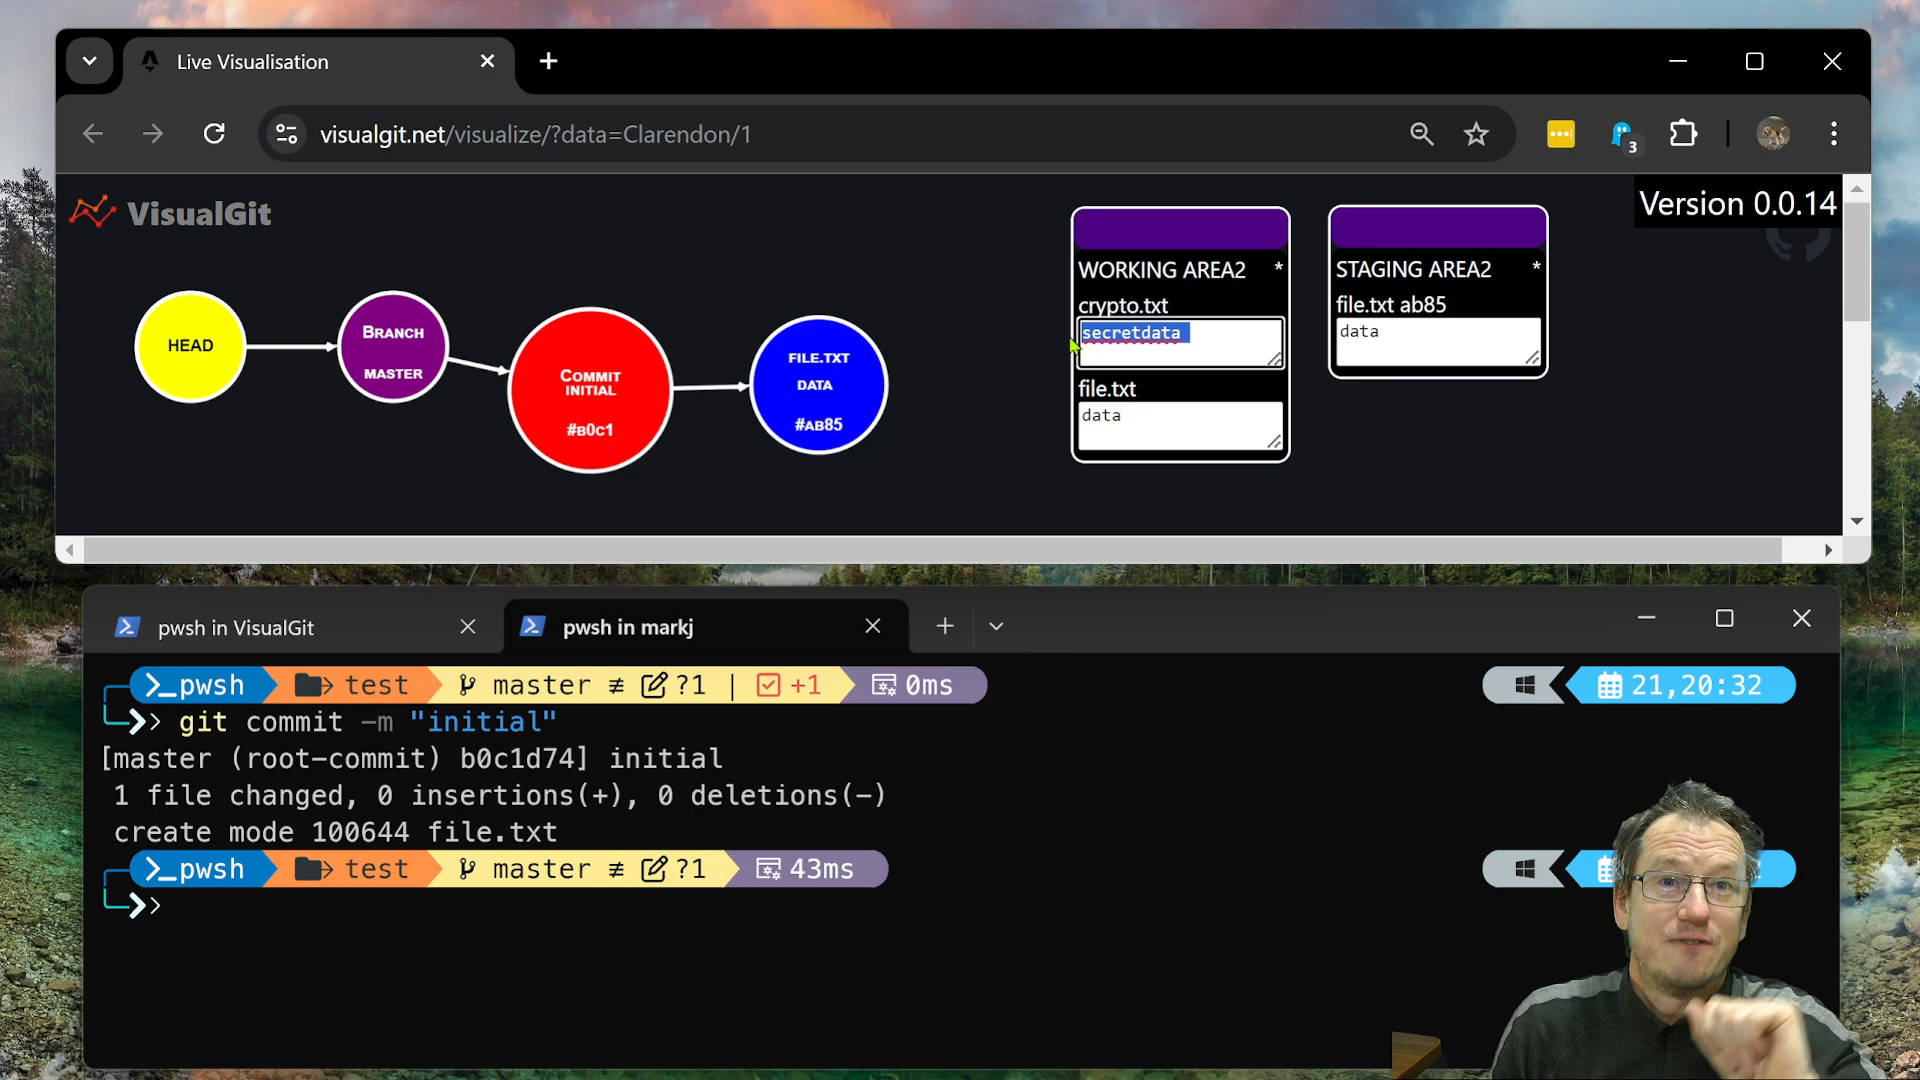 Live Visualisation
visualgit.net/visualize/?data=Clarendon/1
3
VisualGit
Version 0.0.14
HEAD
BRANCH
MASTER
COMMIT
INITIAL
#B0C1
FILE.TXT
DATA
#AB85
WORKING AREA2 *
crypto.txt
secretdata
file.txt
data
STAGING AREA2 *
file.txt ab85
data
pwsh in VisualGit
pwsh in markj
>_pwsh test master ≢ ?1 | +1 0ms 21,20:32
git commit -m "initial"
[master (root-commit) b0c1d74] initial
1 file changed, 0 insertions(+), 0 deletions(-)
create mode 100644 file.txt
>_pwsh test master ≢ ?1 43ms